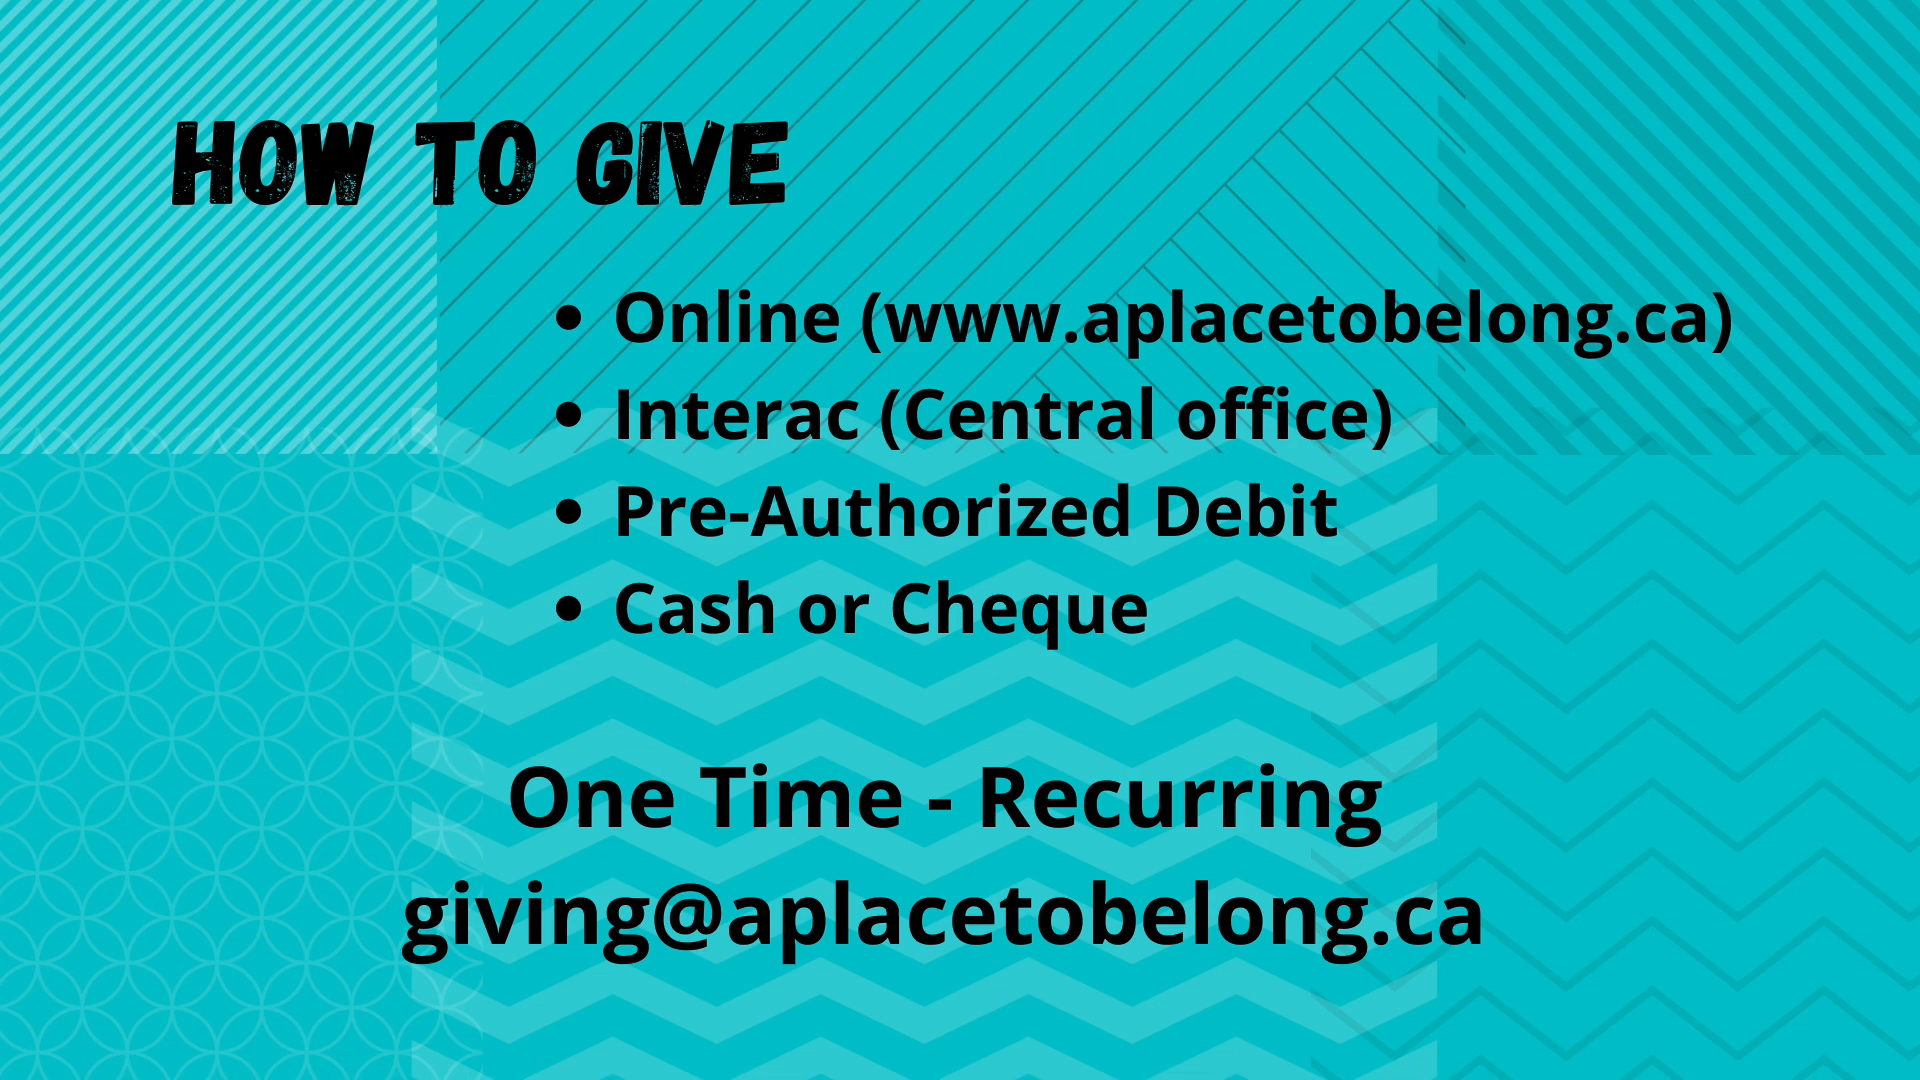 HOW TO GIVE
• Online (www.aplacetobelong.ca)
• Interac (Central office)
• Pre-Authorized Debit
• Cash or Cheque
One Time - Recurring
giving@aplacetobelong.ca